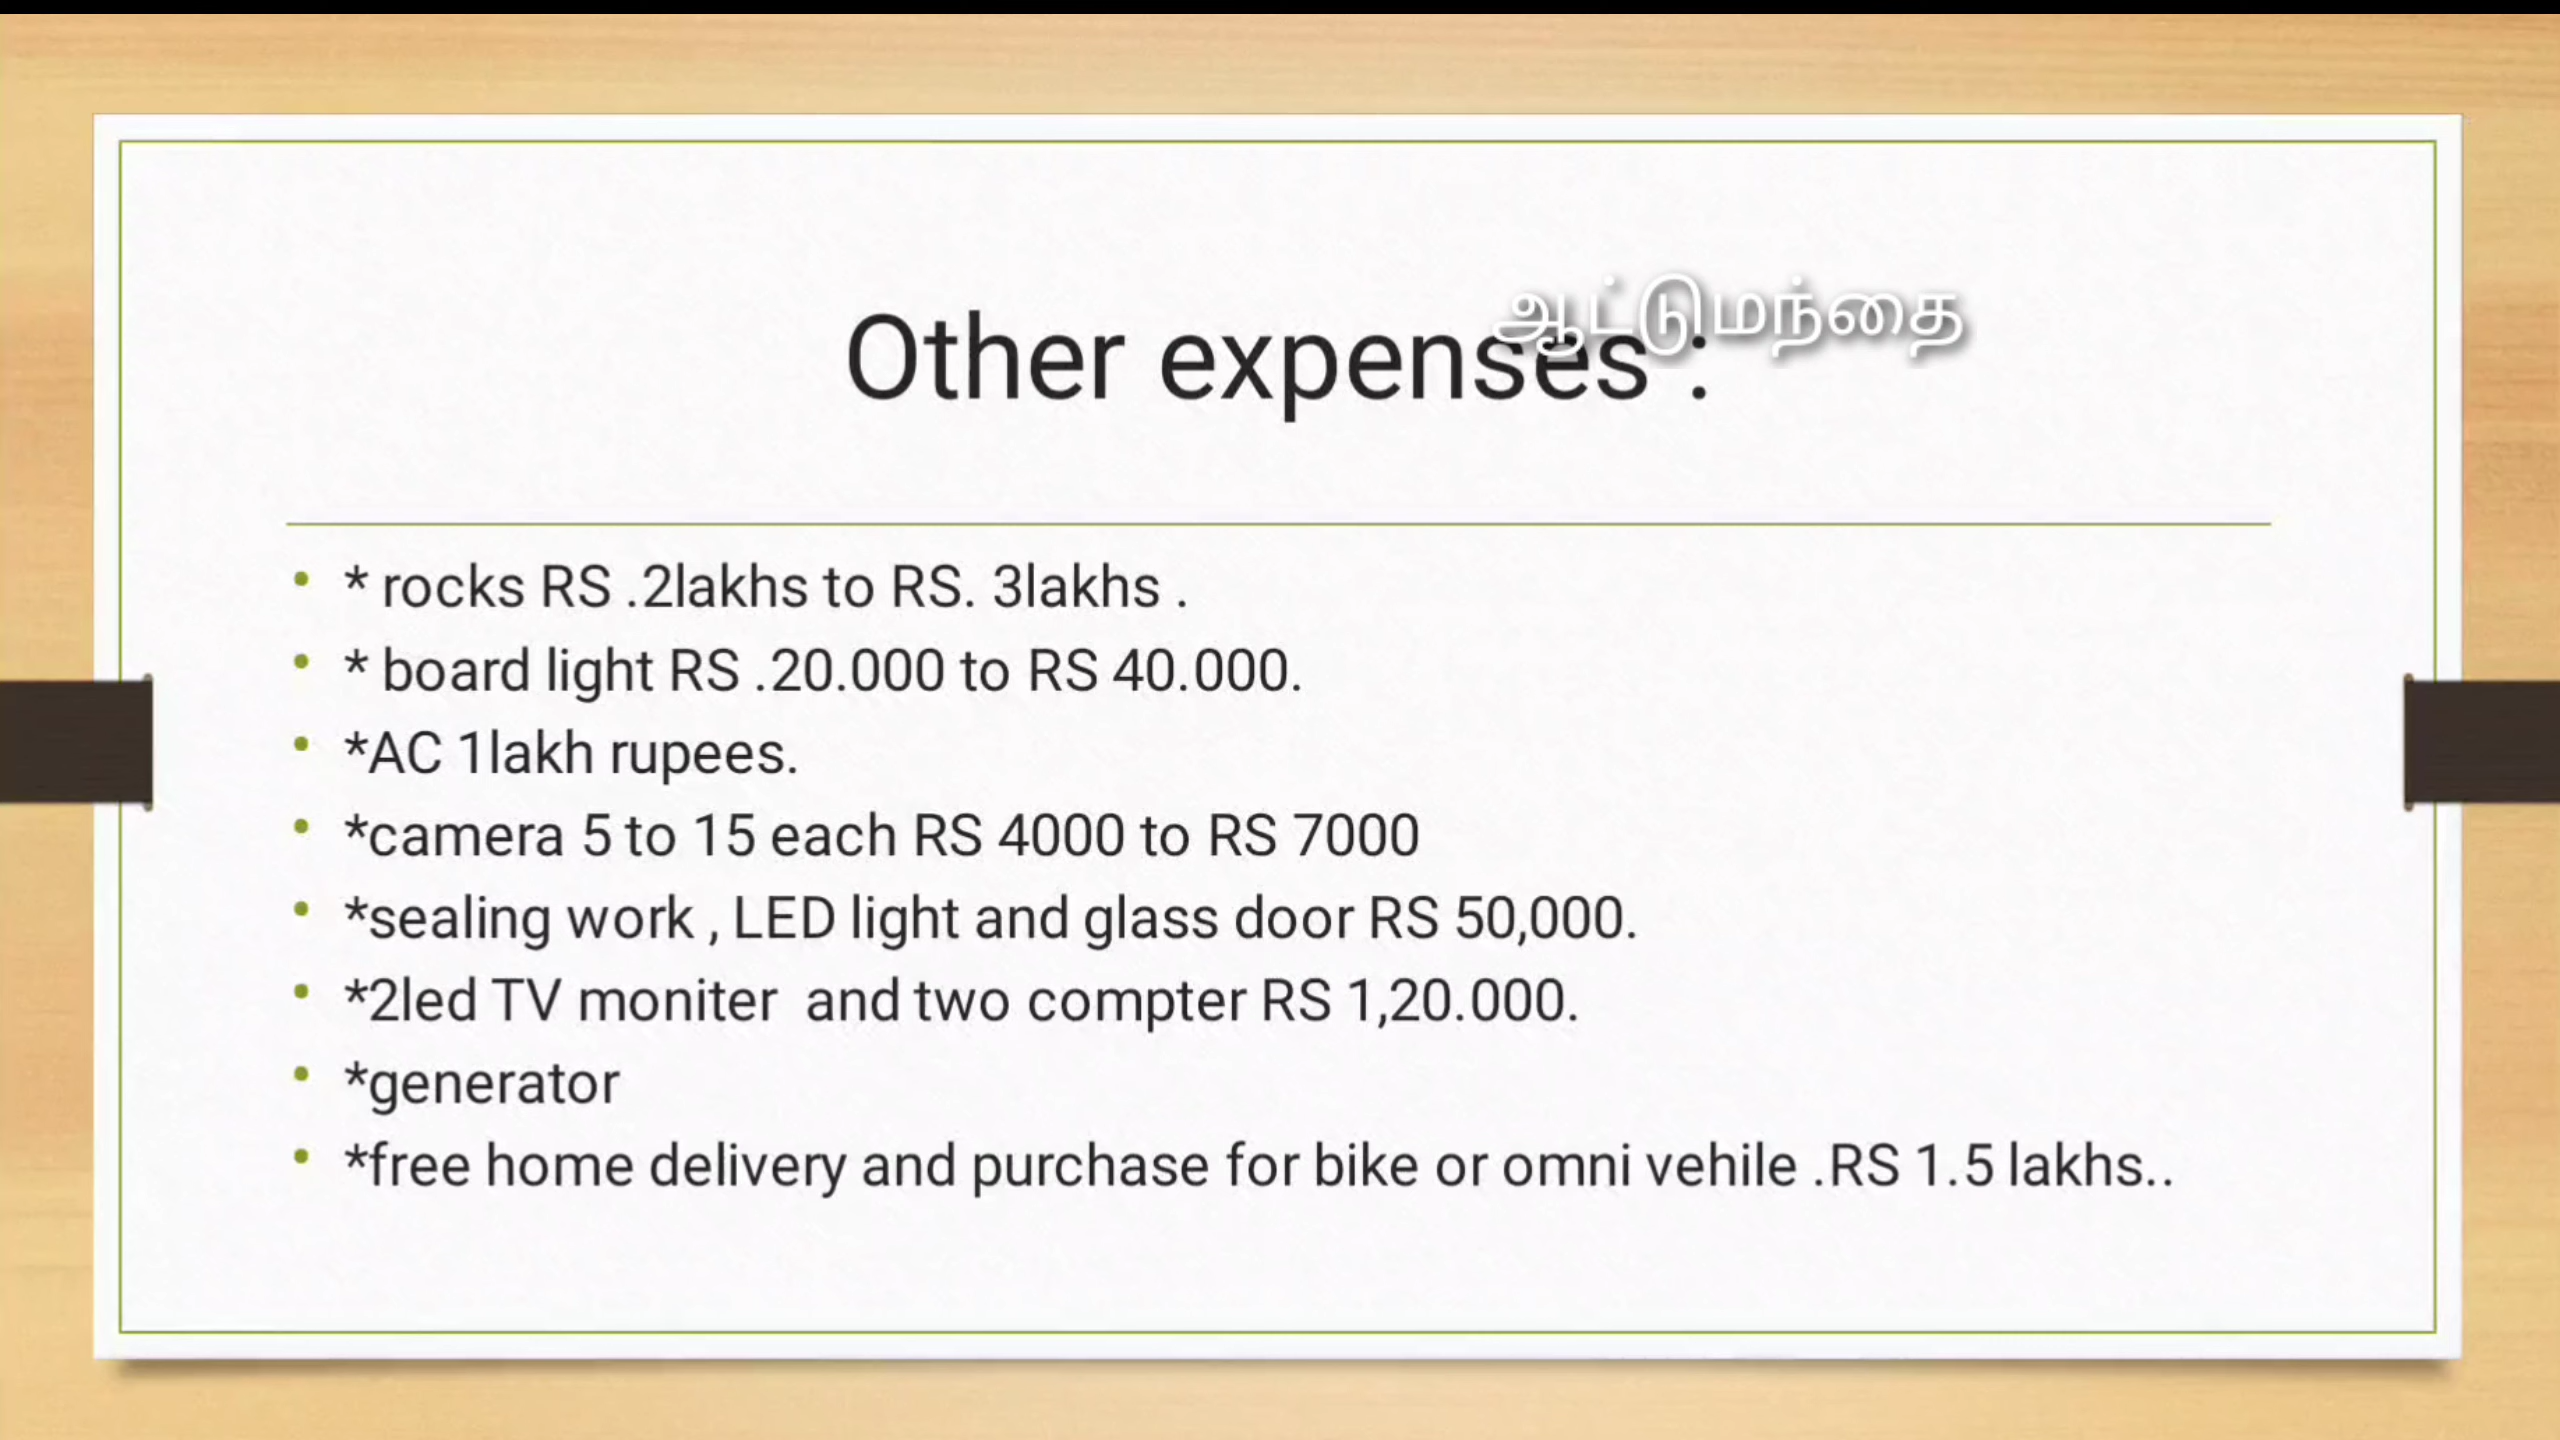 ஆட்டுமந்தை
Other expenses :
* rocks RS .2lakhs to RS. 3lakhs .
* board light RS .20.000 to RS 40.000.
*AC 1lakh rupees.
*camera 5 to 15 each RS 4000 to RS 7000
*sealing work , LED light and glass door RS 50,000.
*2led TV moniter  and two compter RS 1,20.000.
*generator
*free home delivery and purchase for bike or omni vehile .RS 1.5 lakhs..